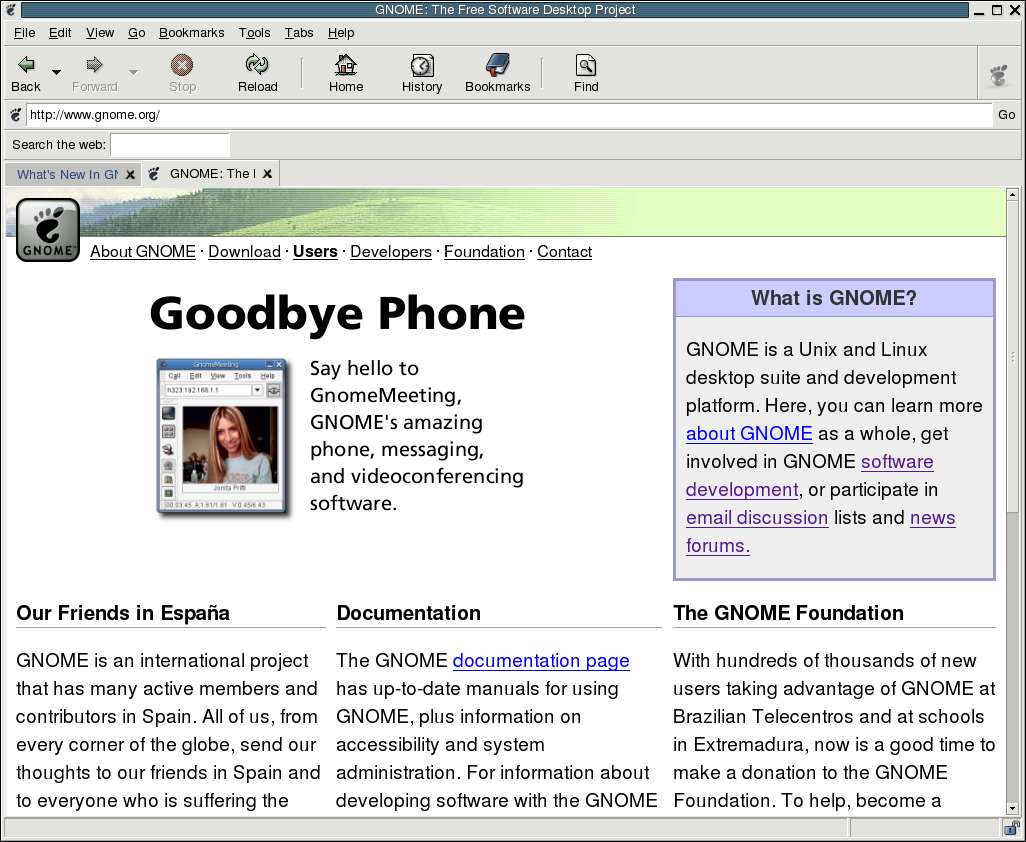 GNOME: The Free Software Desktop Project
File Edit View Go Bookmarks Tools Tabs Help
Back Forward Stop Reload Home History Bookmarks Find
http://www.gnome.org/ Go
Search the web:
What's New In GN GNOME: The I
GNOME™
About GNOME · Download · Users · Developers · Foundation · Contact
Goodbye Phone
GnomeMeeting
Call Edit View Tools Help
h323:192.168.1.1
Jonita Prifti
00:03:45 A:1.61/1.61 V:0.45/6.43
Say hello to
GnomeMeeting,
GNOME's amazing
phone, messaging,
and videoconferencing
software.
What is GNOME?
GNOME is a Unix and Linux
desktop suite and development
platform. Here, you can learn more
about GNOME as a whole, get
involved in GNOME software
development, or participate in
email discussion lists and news
forums.
Our Friends in España
GNOME is an international project
that has many active members and
contributors in Spain. All of us, from
every corner of the globe, send our
thoughts to our friends in Spain and
to everyone who is suffering the
Documentation
The GNOME documentation page
has up-to-date manuals for using
GNOME, plus information on
accessibility and system
administration. For information about
developing software with the GNOME
The GNOME Foundation
With hundreds of thousands of new
users taking advantage of GNOME at
Brazilian Telecentros and at schools
in Extremadura, now is a good time to
make a donation to the GNOME
Foundation. To help, become a